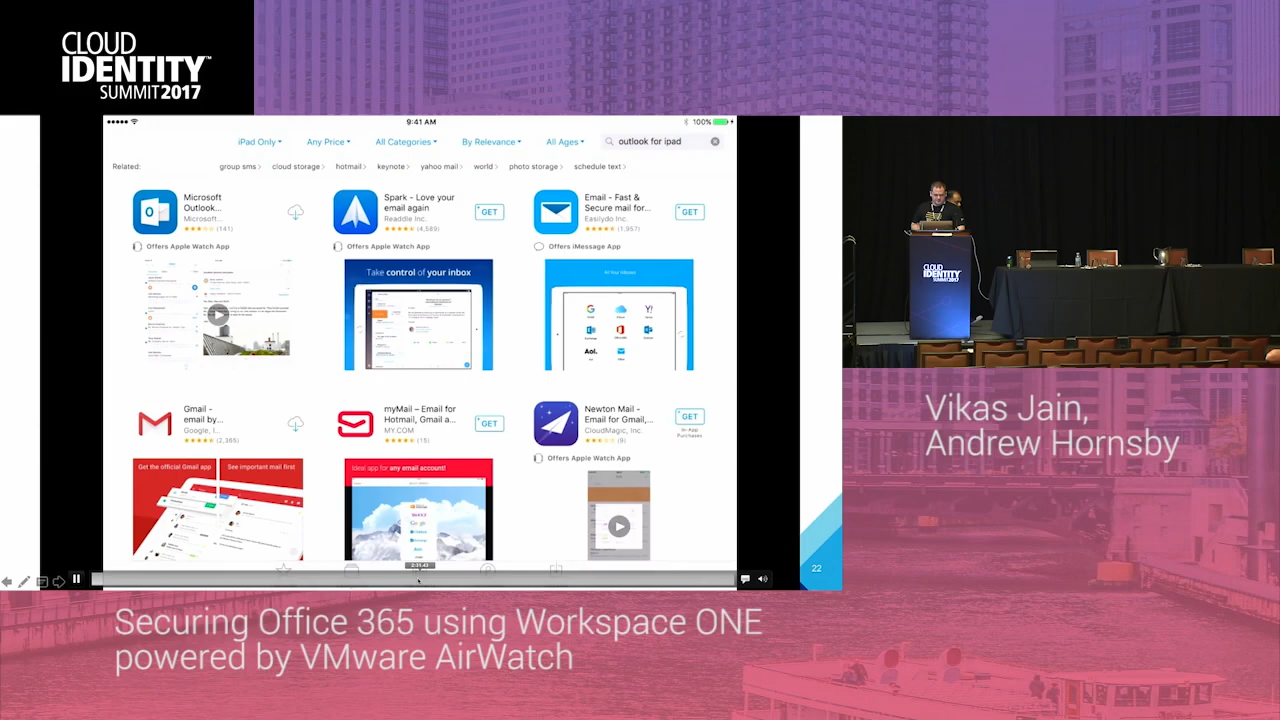 CLOUD
IDENTITY™
SUMMIT 2017
9:41 AM
100%
iPad Only
Any Price
All Categories
By Relevance
All Ages
outlook for ipad
Related:
group sms
cloud storage
hotmail
keynote
yahoo mail
world
photo storage
schedule text
Microsoft
Outlook...
Microsoft...
(141)
Offers Apple Watch App
Spark - Love your
email again
Readdle Inc.
(4,589)
GET
Offers Apple Watch App
Take control of your inbox
Email - Fast &
Secure mail for...
Easilydo Inc.
(1,957)
GET
Offers iMessage App
Aol.
Gmail -
email by...
Google, I...
(2,365)
Get the official Gmail app
See important mail first
myMail – Email for
Hotmail, Gmail a...
MY.COM
(15)
GET
Ideal app for any email account!
Google
Aol.
Newton Mail -
Email for Gmail,...
CloudMagic, Inc.
(9)
GET
In-App
Purchases
Offers Apple Watch App
22
CLOUD
IDENTITY
SUMMIT 2017
Vikas Jain,
Andrew Hornsby
Securing Office 365 using Workspace ONE
powered by VMware AirWatch